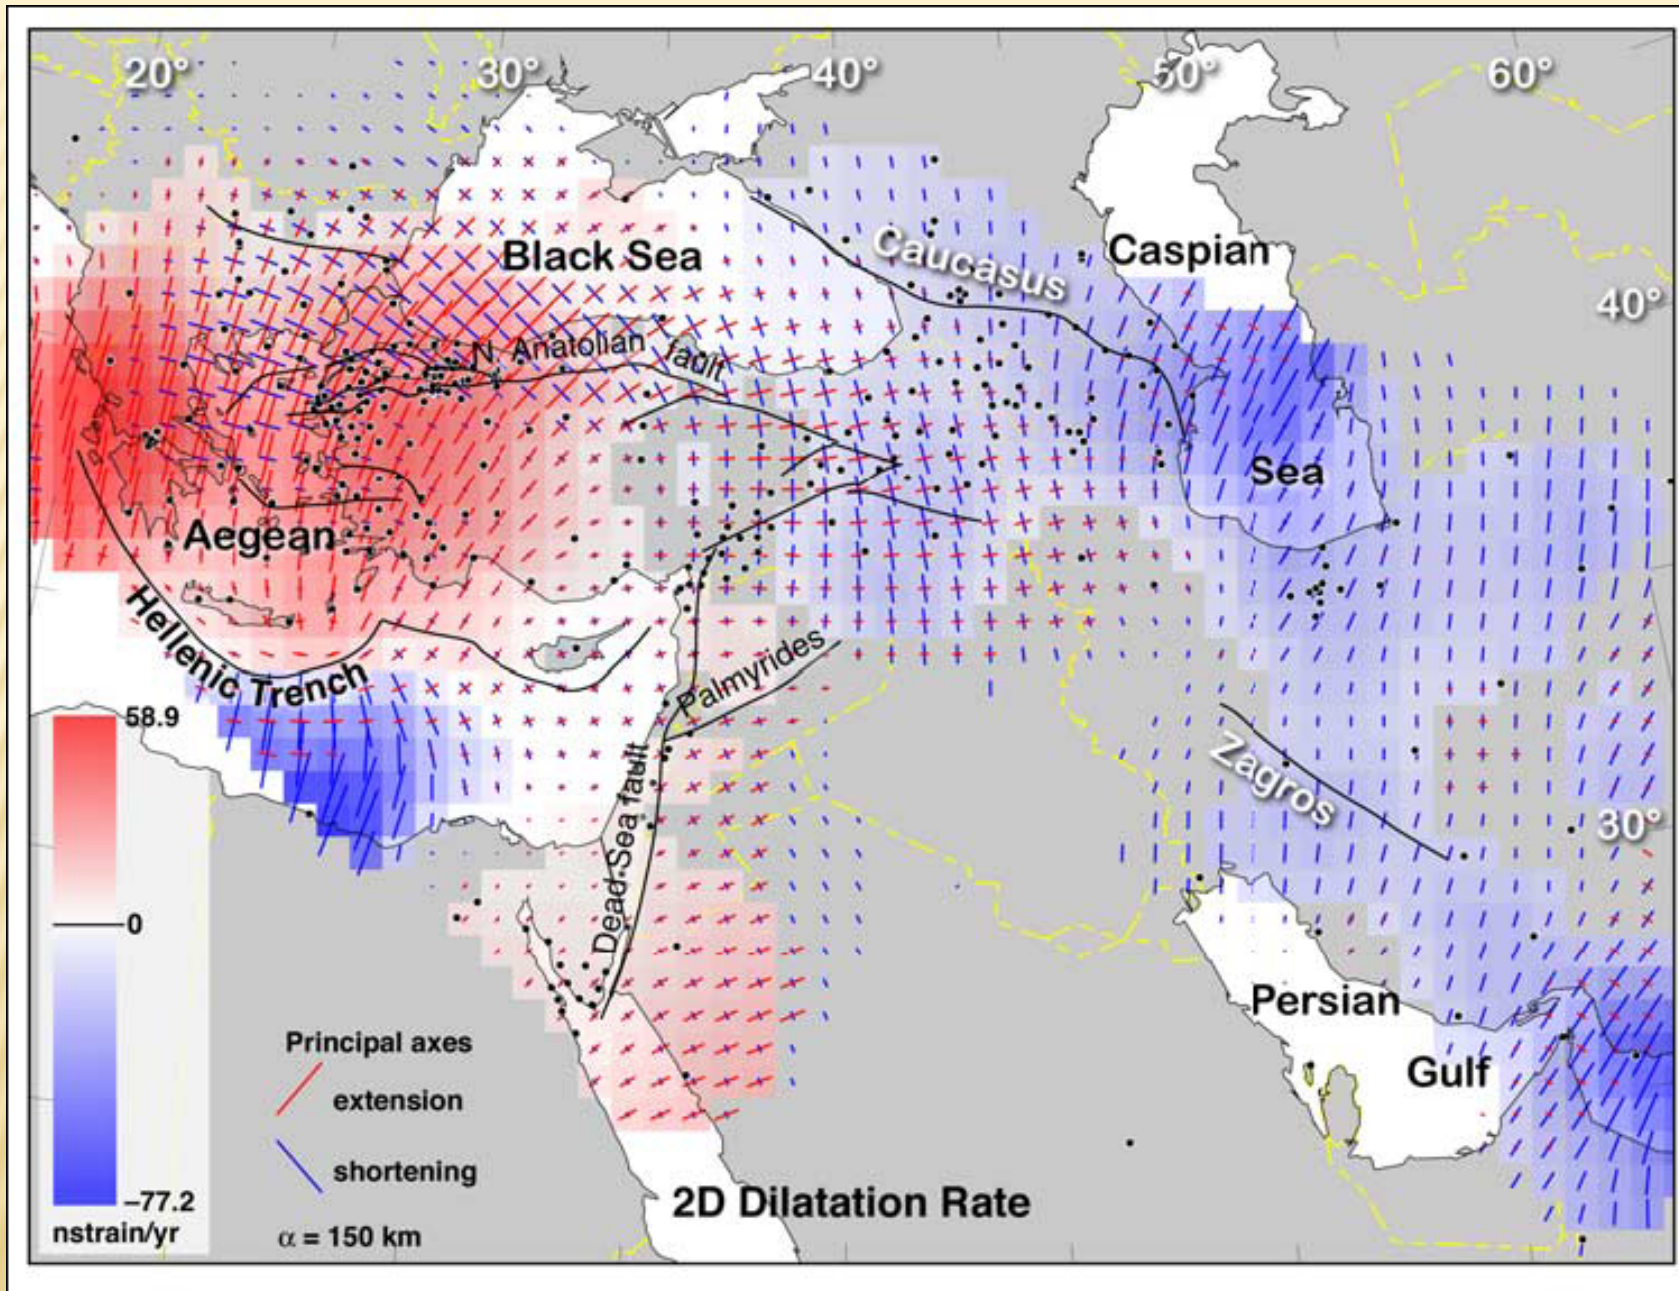 20°
30°
40°
50°
60°
Black Sea
Caucasus
Caspian
Sea
40°
N. Anatolian fault
Aegean
Hellenic Trench
Palmyrides
Dead Sea fault
Zagros
30°
Persian
Gulf
58.9
0
−77.2
nstrain/yr
Principal axes
extension
shortening
α = 150 km
2D Dilatation Rate